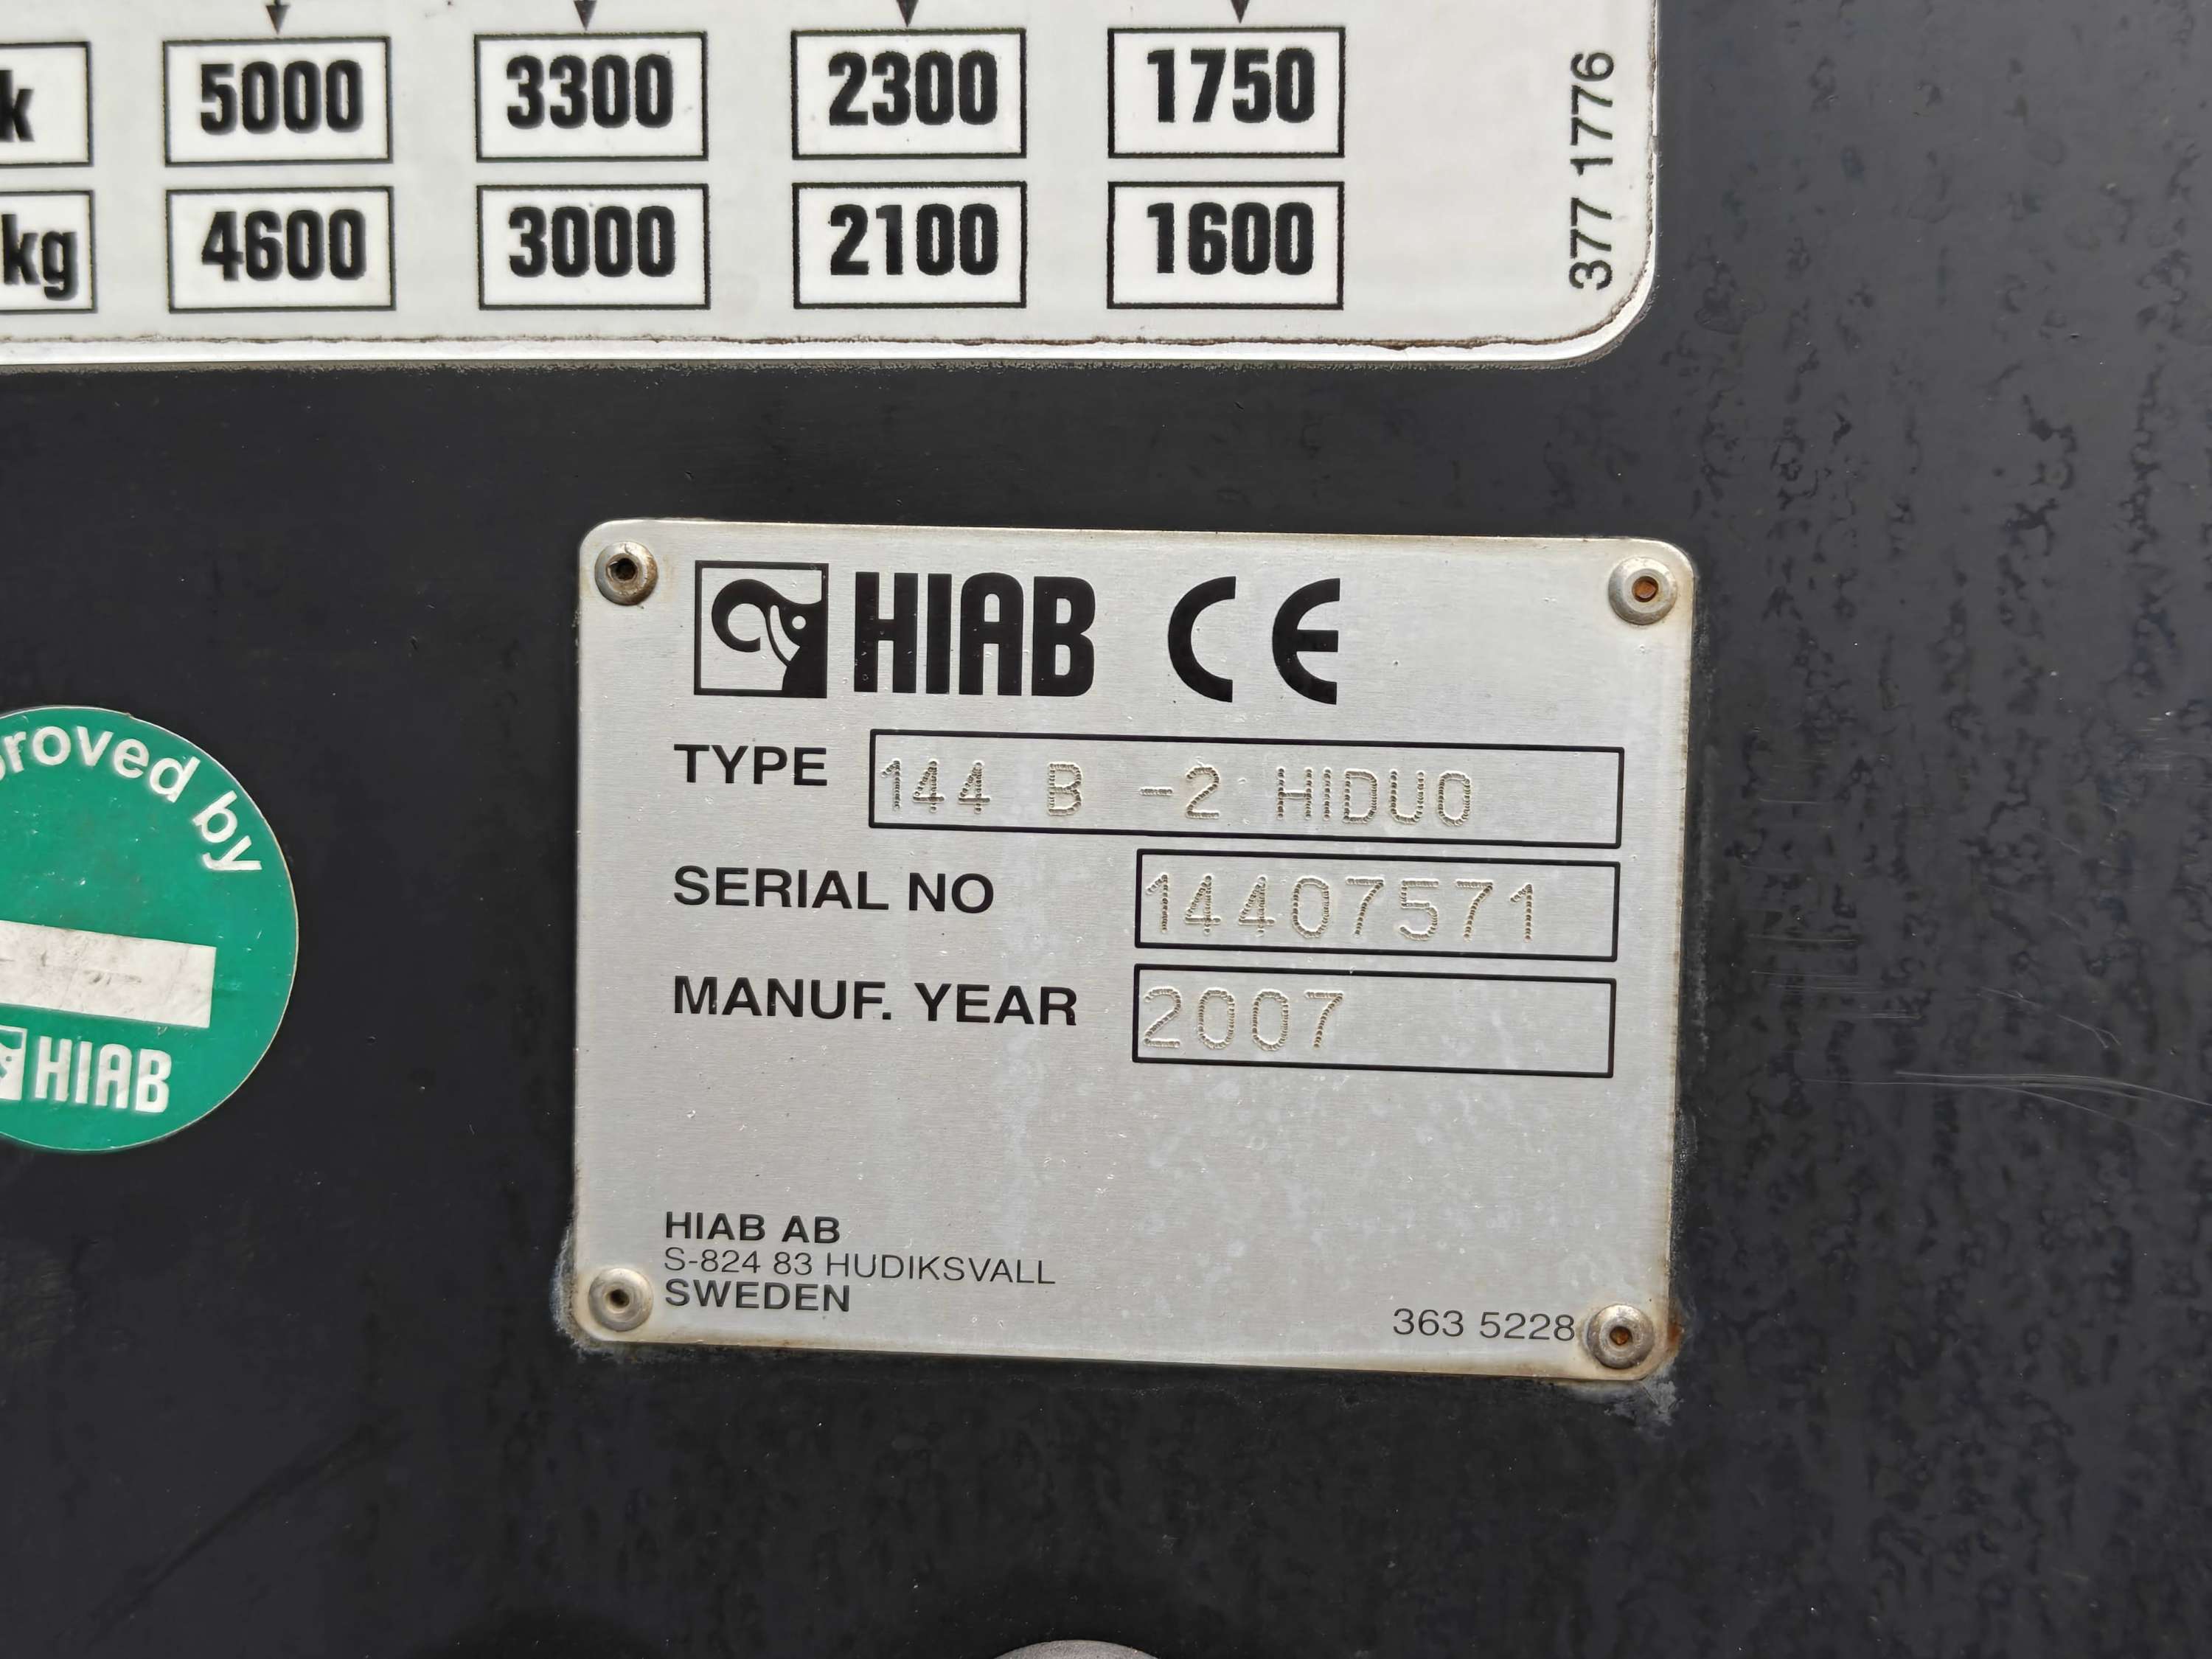 k 5000 3300 2300 1750
kg 4600 3000 2100 1600
377 1776
HIAB CE
TYPE 144 B -2 HIDUO
SERIAL NO 14407571
MANUF. YEAR 2007
HIAB AB
S-824 83 HUDIKSVALL
SWEDEN
363 5228
roved by
HIAB